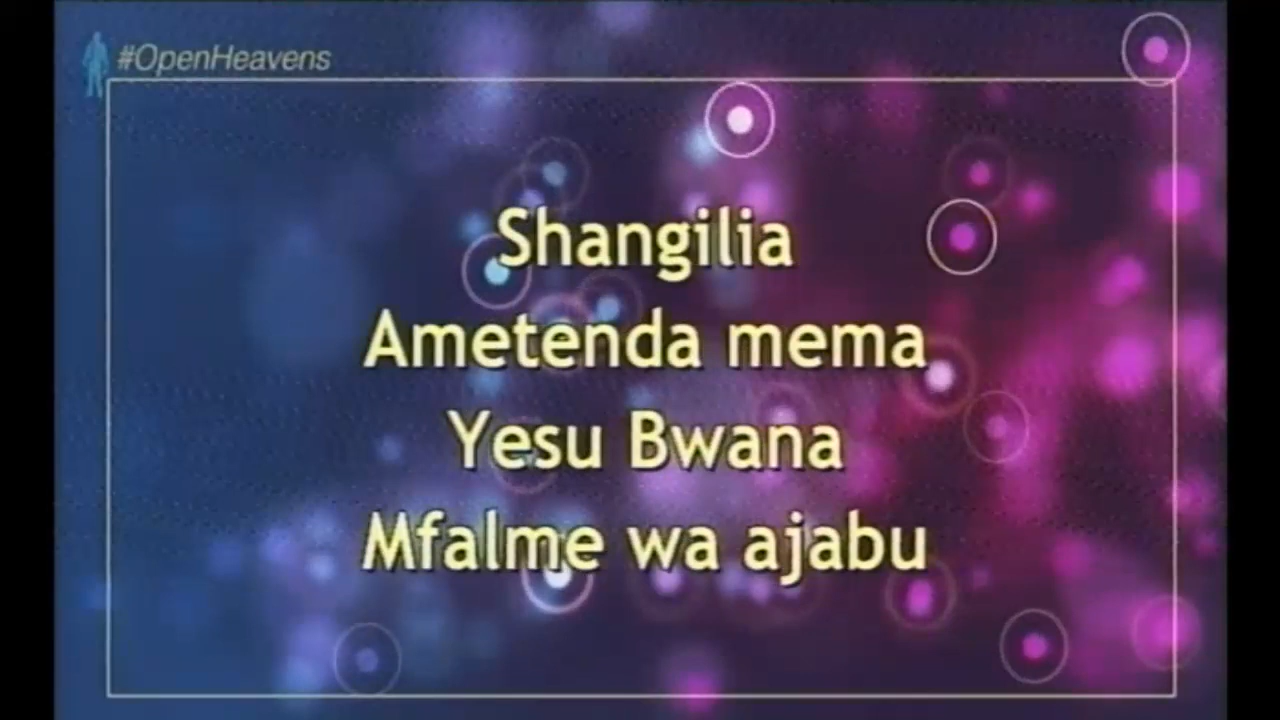 #OpenHeavens
Shangilia
Ametenda mema
Yesu Bwana
Mfalme wa ajabu